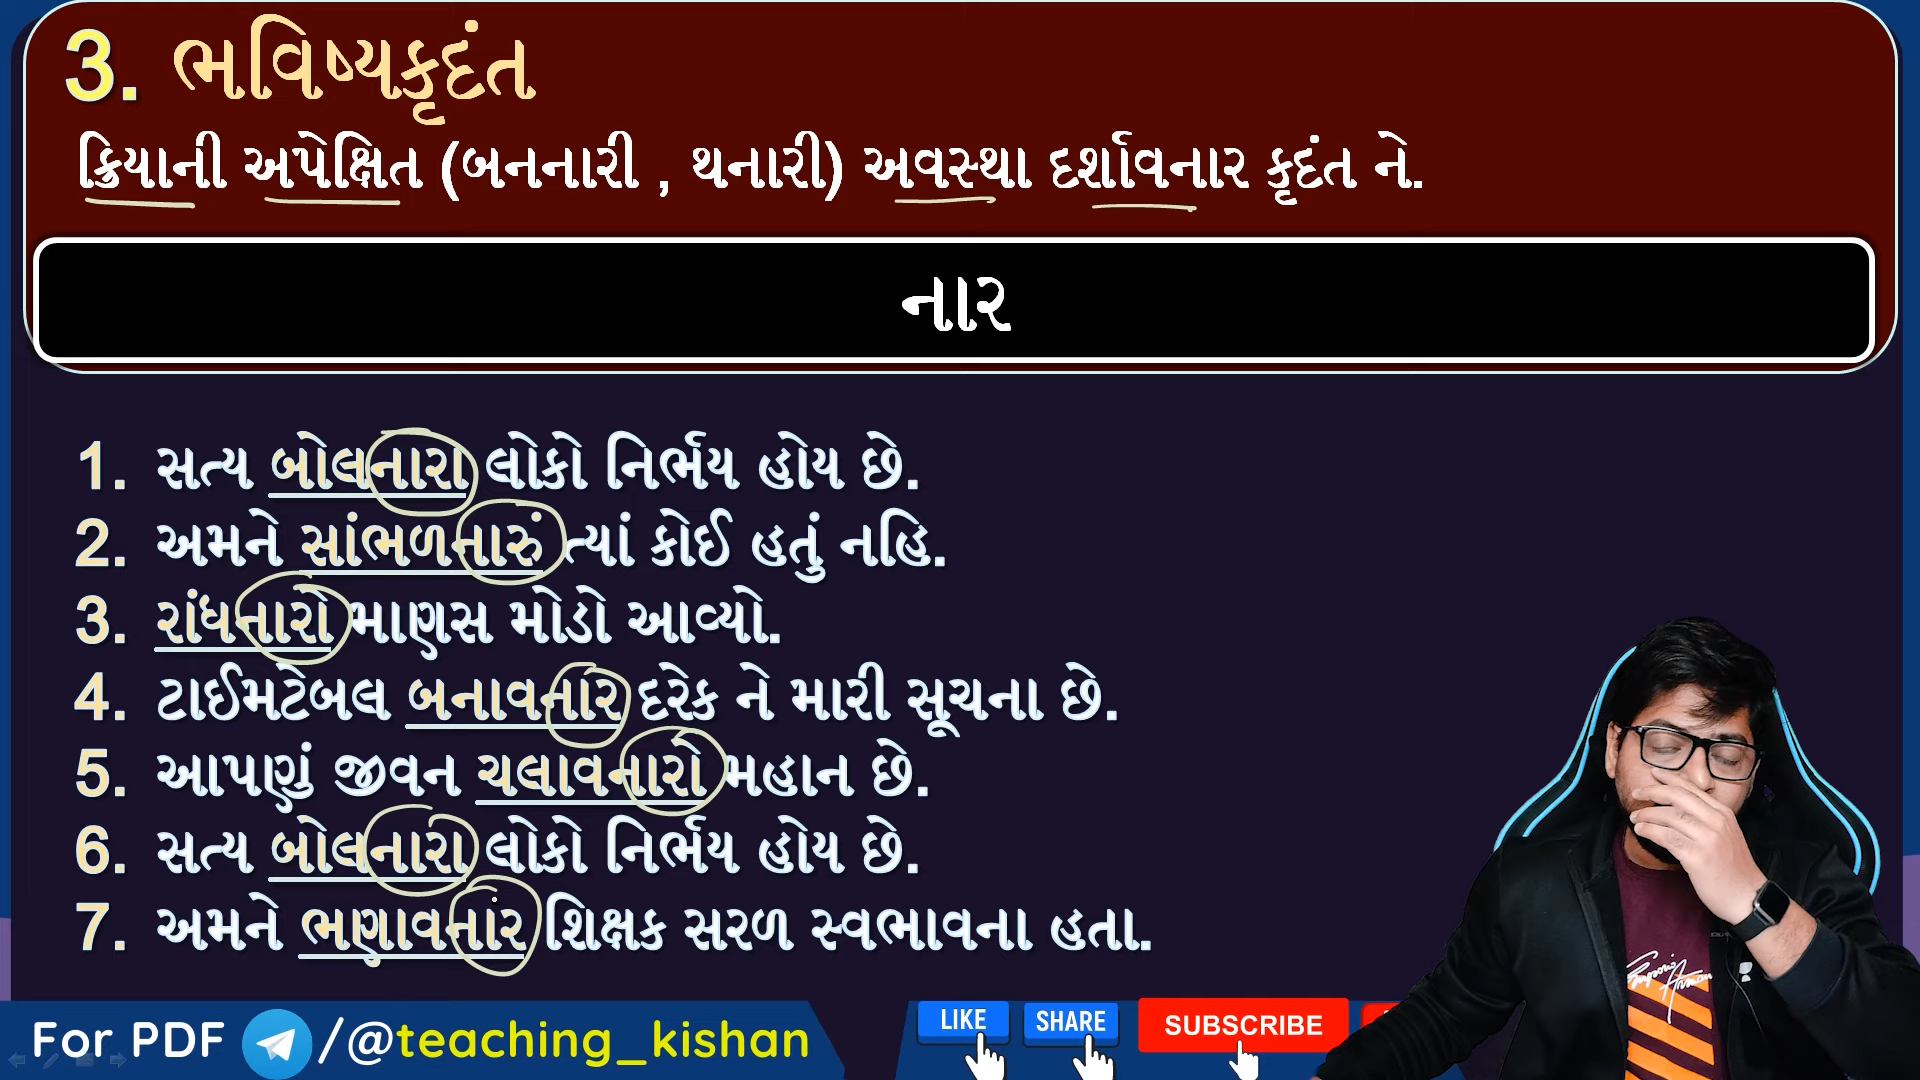 3. ભવિષ્યકૃદંત
ક્રિયાની અપેક્ષિત (બનનારી , થનારી) અવસ્થા દર્શાવનાર કૃદંત ને.
નાર
1. સત્ય બોલનારા લોકો નિર્ભય હોય છે.
2. અમને સાંભળનારું ત્યાં કોઈ હતું નહિ.
3. રાંધનારો માણસ મોડો આવ્યો.
4. ટાઈમટેબલ બનાવનાર દરેક ને મારી સૂચના છે.
5. આપણું જીવન ચલાવનારો મહાન છે.
6. સત્ય બોલનારા લોકો નિર્ભય હોય છે.
7. અમને ભણાવનાર શિક્ષક સરળ સ્વભાવના હતા.
For PDF /@teaching_kishan
LIKE SHARE SUBSCRIBE